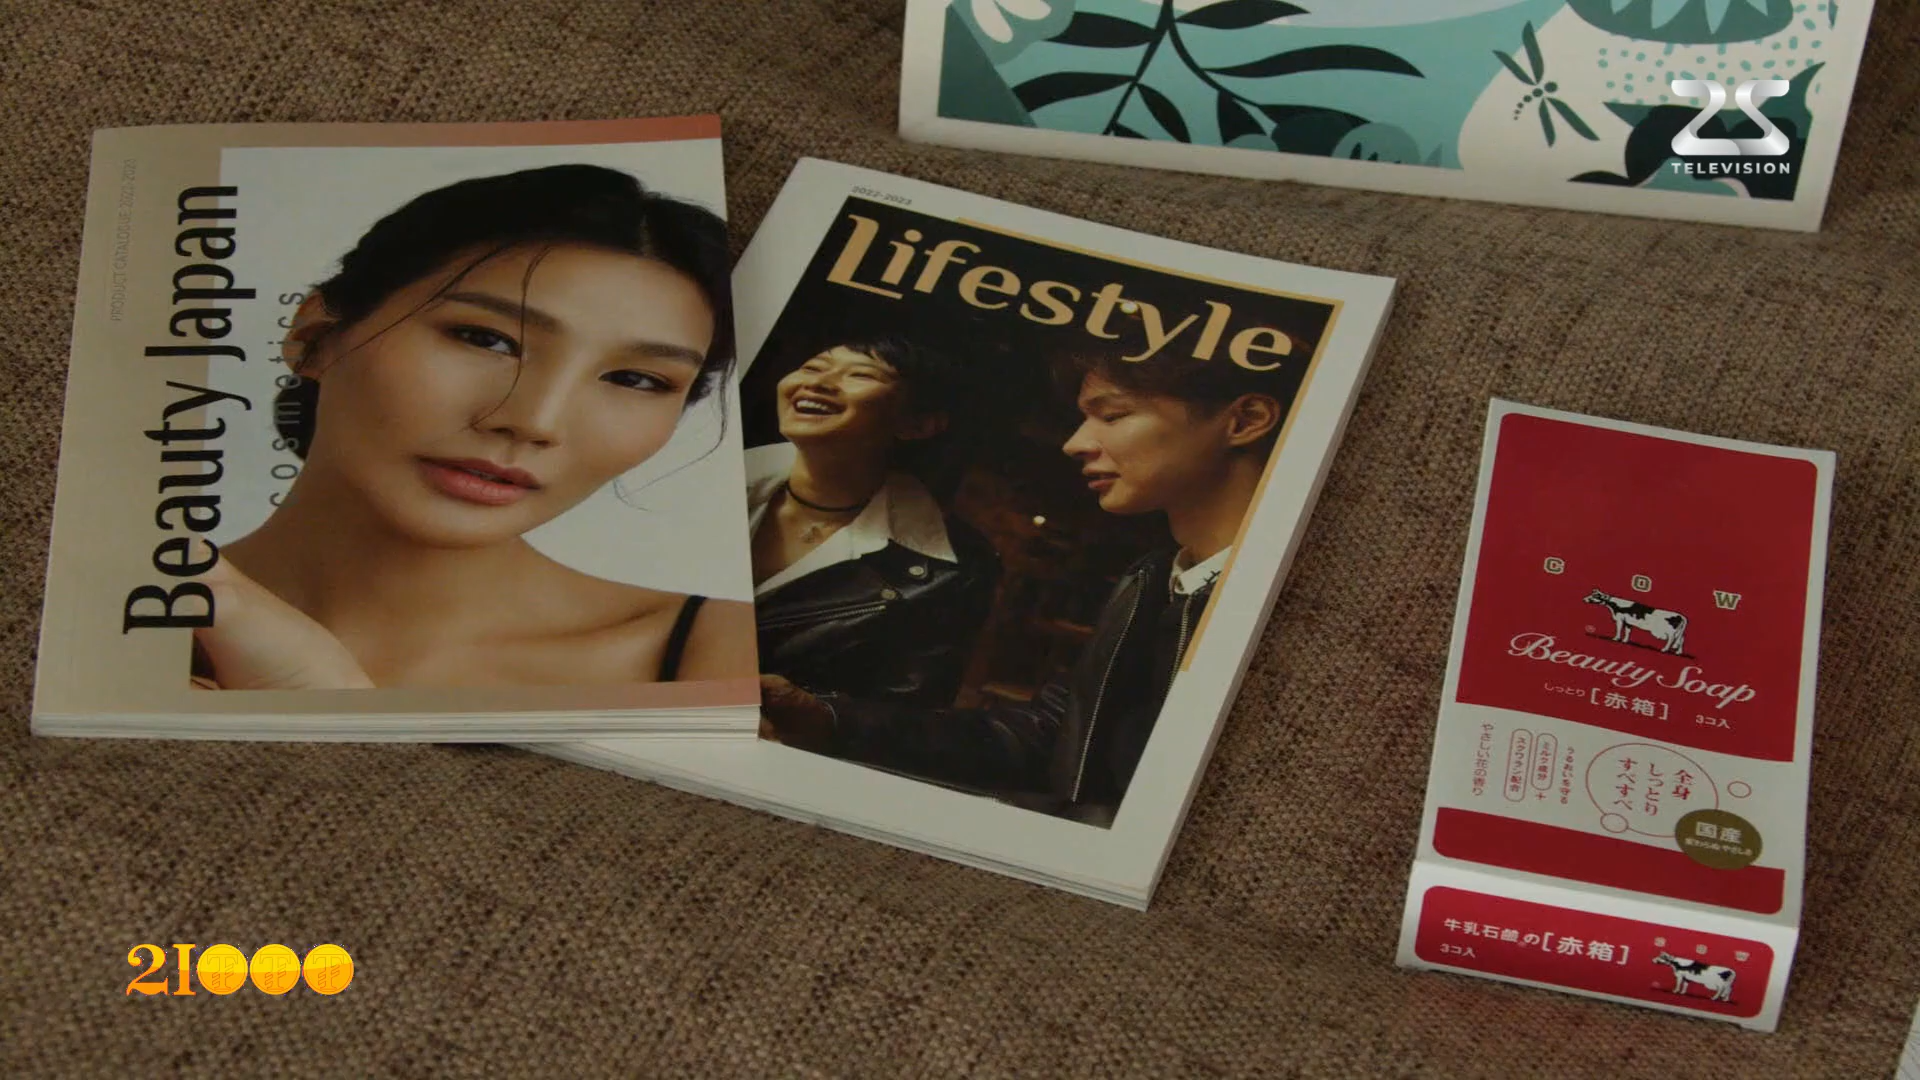 PRODUCT CATALOGUE 2022-2023
Beauty Japan
cosmetics
2022-2023
Lifestyle
COW
Beauty Soap
しっとり［赤箱］ 3コ入
やさしい花の香り
スクワラン配合
ミルク成分＋
うるおいを守る
全身
しっとり
すべすべ
国産
牛乳石鹸の［赤箱］
3コ入
COW
TELEVISION
21000